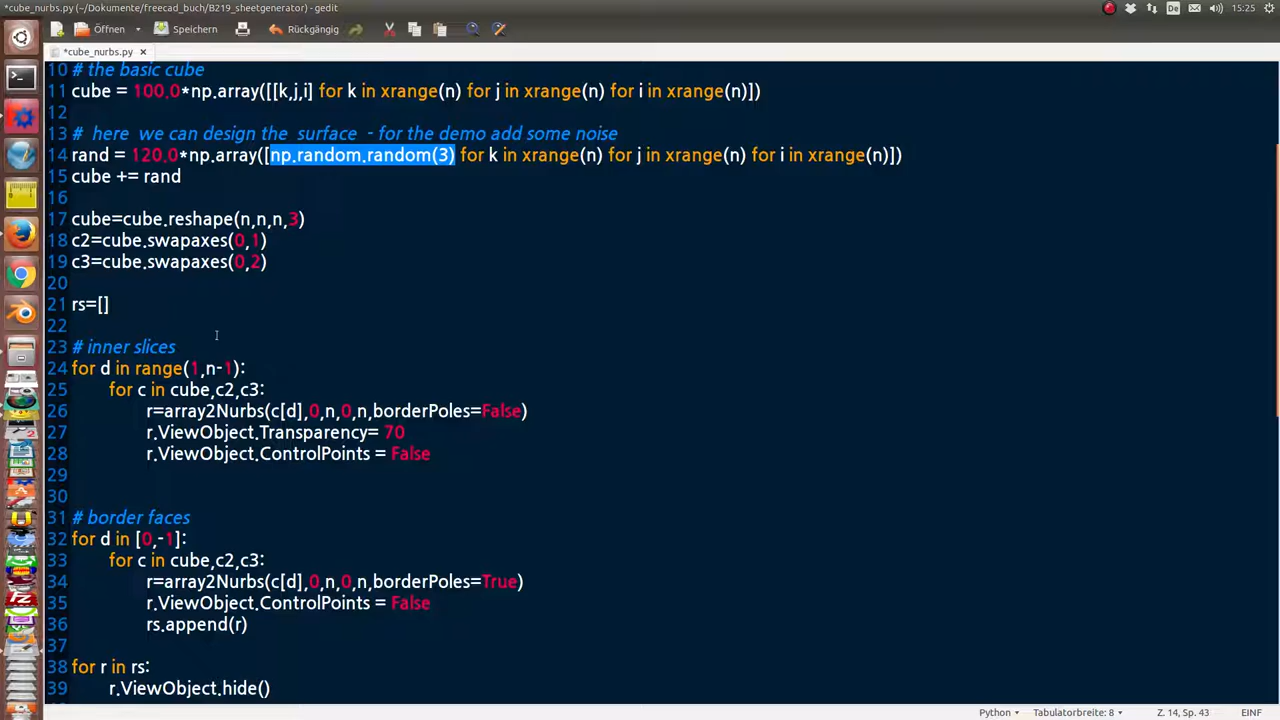 *cube_nurbs.py (~/Dokumente/freecad_buch/B219_sheetgenerator) - gedit
De
15:25
Öffnen
Speichern
Rückgängig
*cube_nurbs.py ×
10 # the basic cube
11 cube = 100.0*np.array([[k,j,i] for k in xrange(n) for j in xrange(n) for i in xrange(n)])
12
13 #  here  we can design the  surface  - for the demo add some noise
14 rand = 120.0*np.array([np.random.random(3) for k in xrange(n) for j in xrange(n) for i in xrange(n)])
15 cube += rand
16
17 cube=cube.reshape(n,n,n,3)
18 c2=cube.swapaxes(0,1)
19 c3=cube.swapaxes(0,2)
20
21 rs=[]
22
23 # inner slices
24 for d in range(1,n-1):
25     for c in cube,c2,c3:
26         r=array2Nurbs(c[d],0,n,0,n,borderPoles=False)
27         r.ViewObject.Transparency= 70
28         r.ViewObject.ControlPoints = False
29
30
31 # border faces
32 for d in [0,-1]:
33     for c in cube,c2,c3:
34         r=array2Nurbs(c[d],0,n,0,n,borderPoles=True)
35         r.ViewObject.ControlPoints = False
36         rs.append(r)
37
38 for r in rs:
39     r.ViewObject.hide()
Python
Tabulatorbreite: 8
Z. 14, Sp. 43
EINF